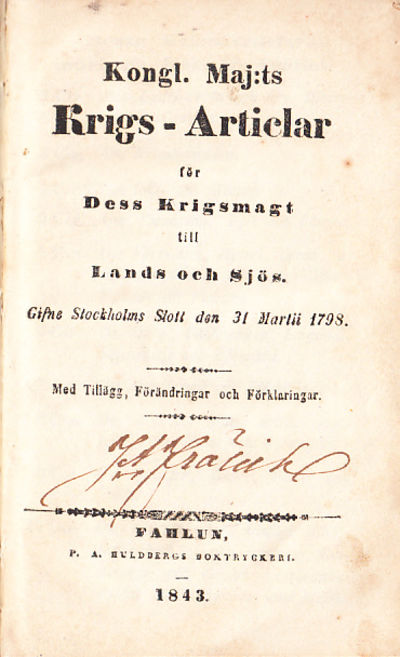 Kongl. Maj:ts
Krigs - Articlar
för
Dess Krigsmagt
till
Lands och Sjös.
Gifne Stockholms Slott den 31 Martii 1798.
Med Tillägg, Förändringar och Förklaringar.
FAHLUN,
P. A. HULDBERGS BOKTRYCKERI.
1843.